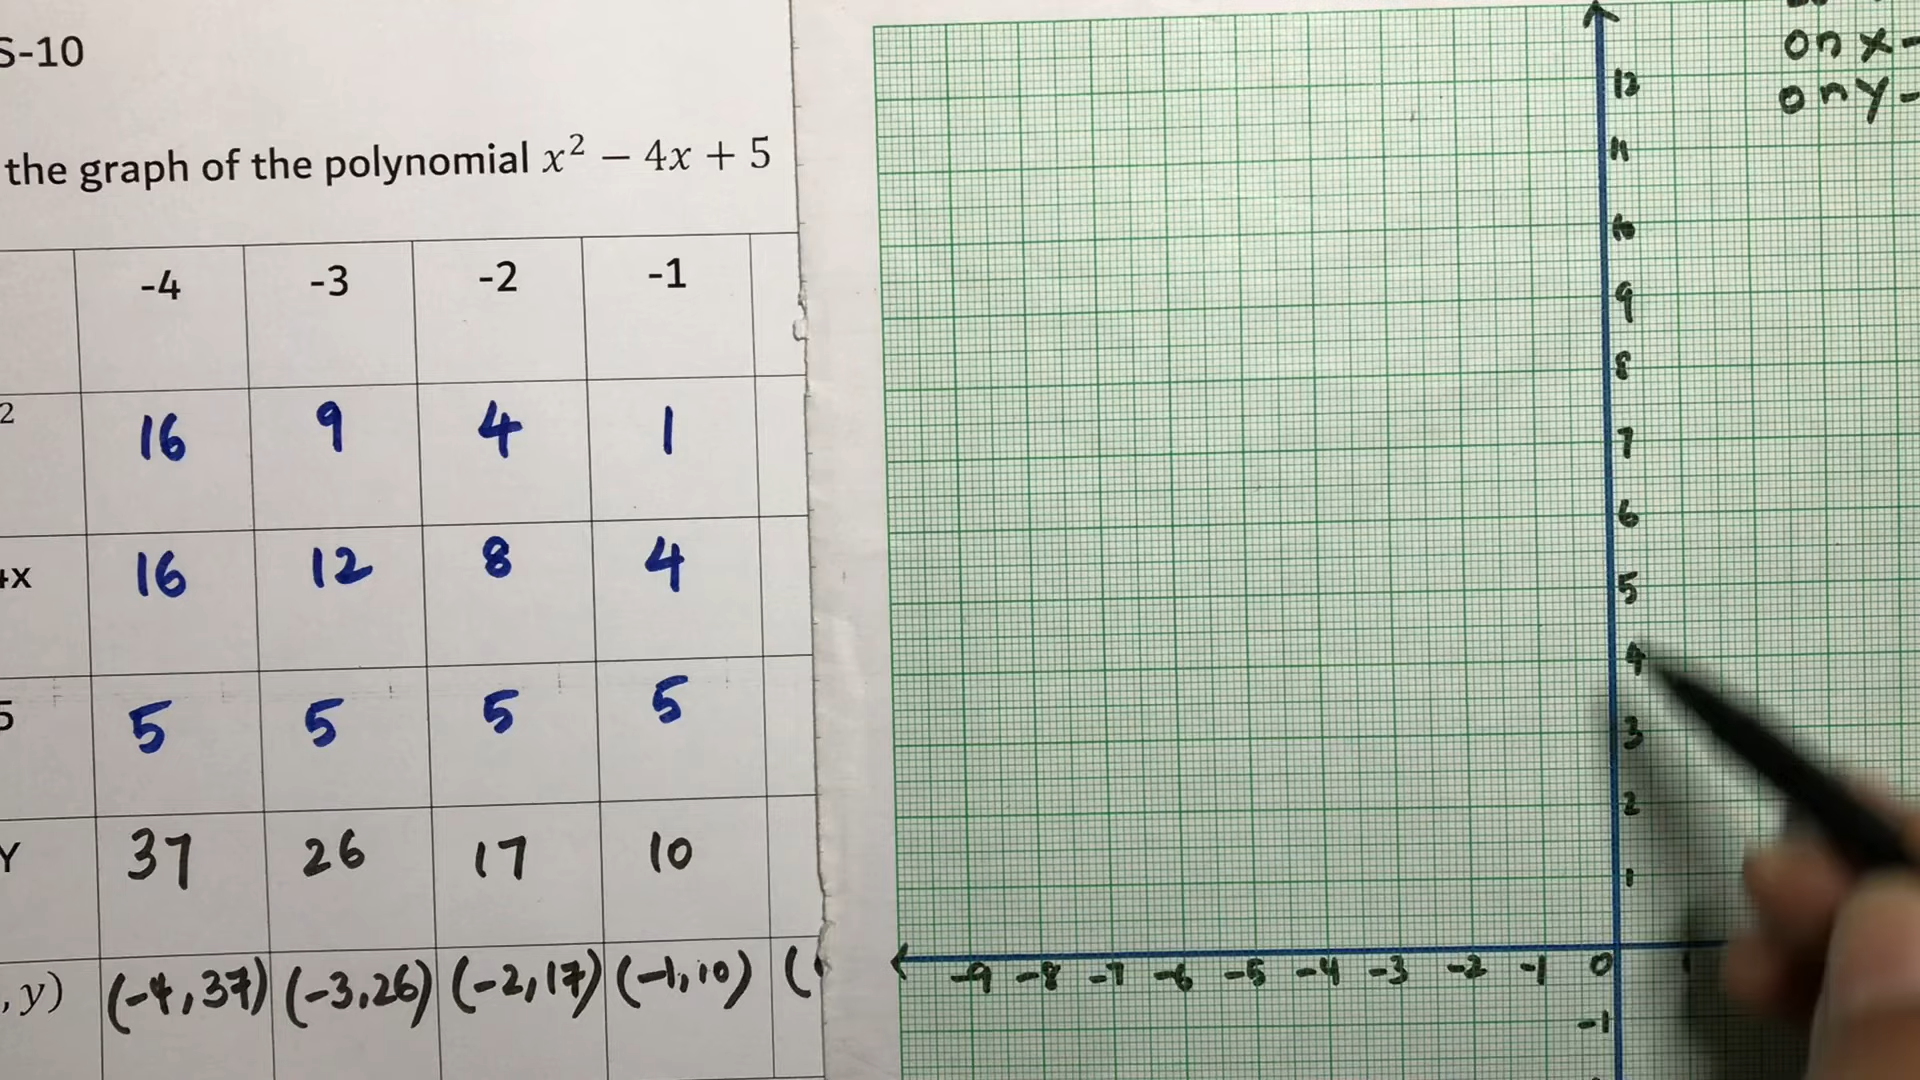 S-10
the graph of the polynomial x² − 4x + 5
-4 -3 -2 -1
2 16 9 4 1
4x 16 12 8 4
5 5 5 5 5
Y 37 26 17 10
, y) (-4,37) (-3,26) (-2,17) (-1,10) (
on x-
on y-
12
11
10
9
8
7
6
5
4
3
2
1
-9 -8 -7 -6 -5 -4 -3 -2 -1 0
-1